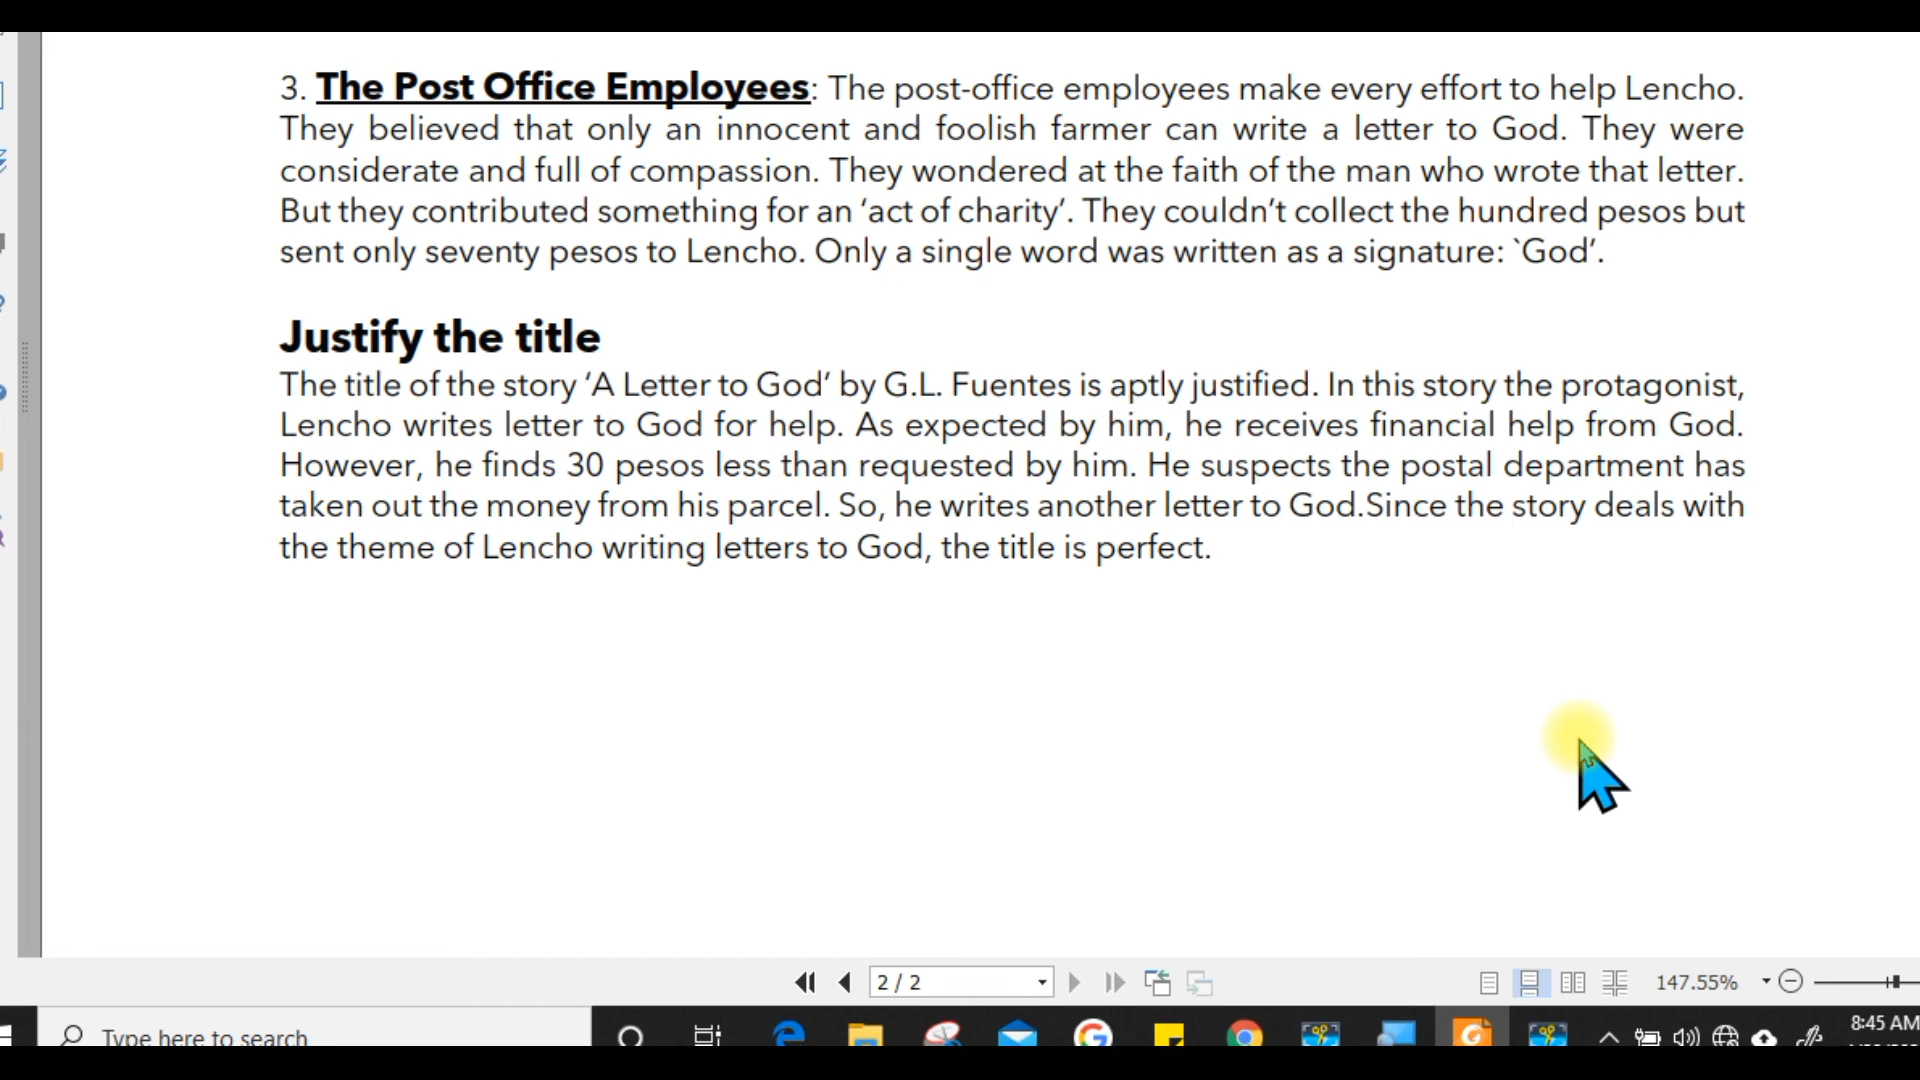 3. The Post Office Employees: The post-office employees make every effort to help Lencho.
They believed that only an innocent and foolish farmer can write a letter to God. They were
considerate and full of compassion. They wondered at the faith of the man who wrote that letter.
But they contributed something for an ‘act of charity’. They couldn’t collect the hundred pesos but
sent only seventy pesos to Lencho. Only a single word was written as a signature: `God’.
Justify the title
The title of the story ‘A Letter to God’ by G.L. Fuentes is aptly justified. In this story the protagonist,
Lencho writes letter to God for help. As expected by him, he receives financial help from God.
However, he finds 30 pesos less than requested by him. He suspects the postal department has
taken out the money from his parcel. So, he writes another letter to God.Since the story deals with
the theme of Lencho writing letters to God, the title is perfect.
2 / 2
147.55%
Type here to search
8:45 AM